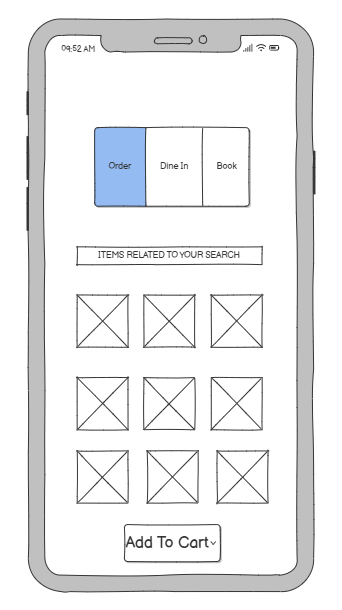 09:52 AM
Order Dine In Book
ITEMS RELATED TO YOUR SEARCH
Add To Cart